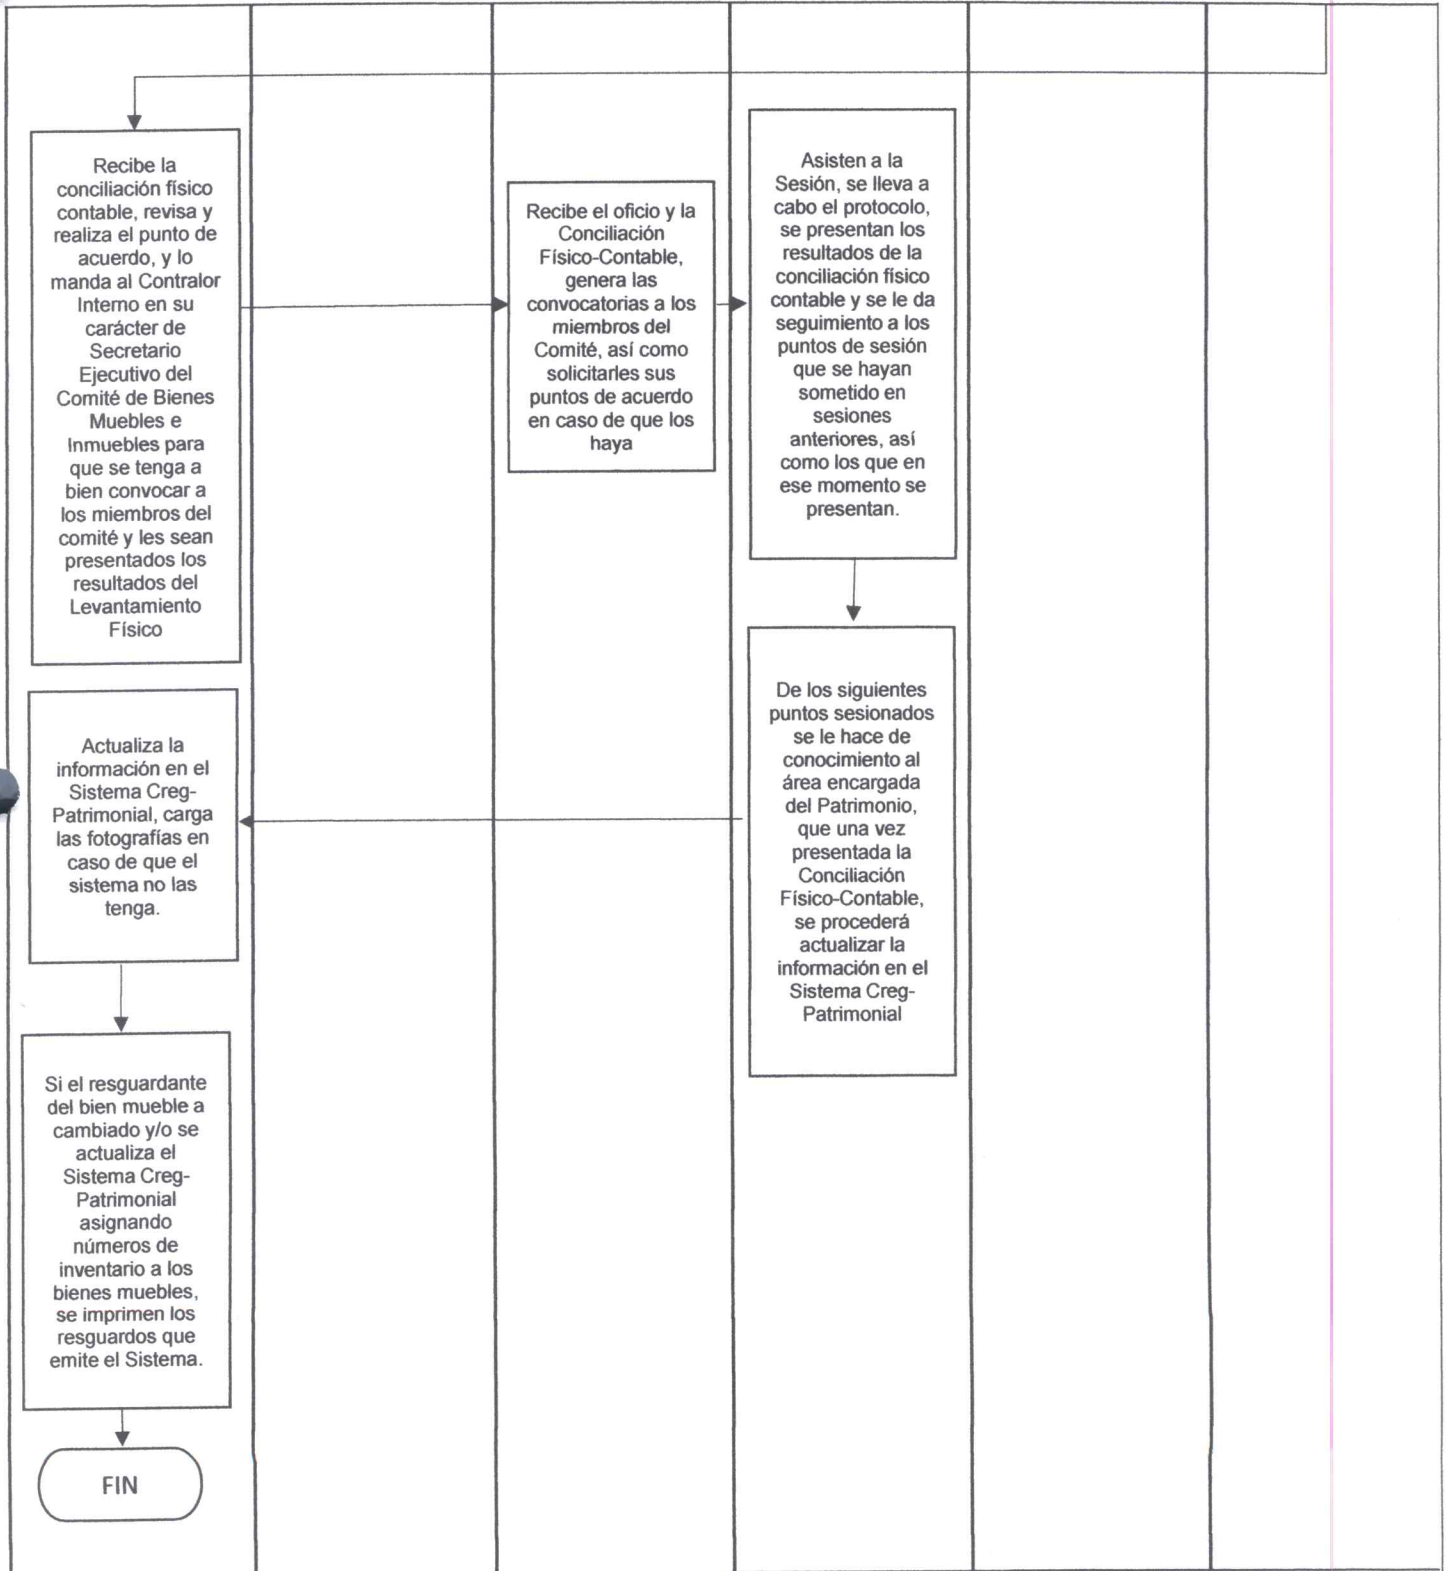 Recibe la
conciliación físico
contable, revisa y
realiza el punto de
acuerdo, y lo
manda al Contralor
Interno en su
carácter de
Secretario
Ejecutivo del
Comité de Bienes
Muebles e
Inmuebles para
que se tenga a
bien convocar a
los miembros del
comité y les sean
presentados los
resultados del
Levantamiento
Físico
Recibe el oficio y la
Conciliación
Físico-Contable,
genera las
convocatorias a los
miembros del
Comité, así como
solicitarles sus
puntos de acuerdo
en caso de que los
haya
Asisten a la
Sesión, se lleva a
cabo el protocolo,
se presentan los
resultados de la
conciliación físico
contable y se le da
seguimiento a los
puntos de sesión
que se hayan
sometido en
sesiones
anteriores, así
como los que en
ese momento se
presentan.
De los siguientes
puntos sesionados
se le hace de
conocimiento al
área encargada
del Patrimonio,
que una vez
presentada la
Conciliación
Físico-Contable,
se procederá
actualizar la
información en el
Sistema Creg-
Patrimonial
Actualiza la
información en el
Sistema Creg-
Patrimonial, carga
las fotografías en
caso de que el
sistema no las
tenga.
Si el resguardante
del bien mueble a
cambiado y/o se
actualiza el
Sistema Creg-
Patrimonial
asignando
números de
inventario a los
bienes muebles,
se imprimen los
resguardos que
emite el Sistema.
FIN